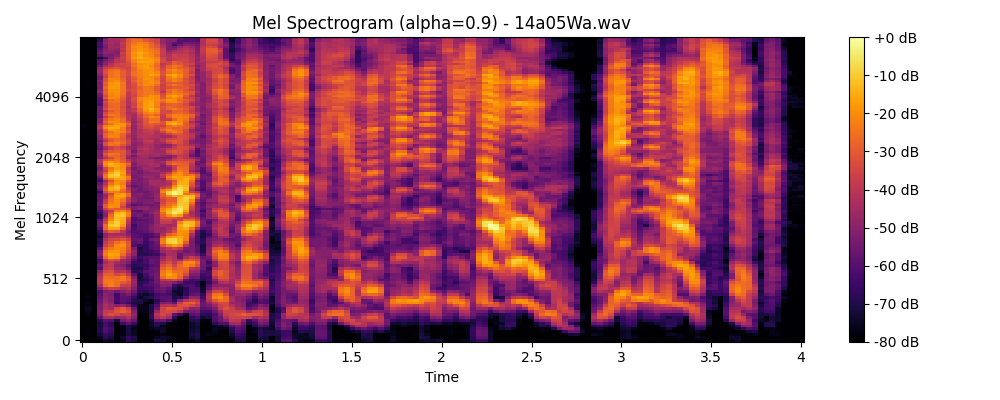 Mel Spectrogram (alpha=0.9) - 14a05Wa.wav
Mel Frequency
4096
2048
1024
512
0
0 0.5 1 1.5 2 2.5 3 3.5 4
Time
+0 dB
-10 dB
-20 dB
-30 dB
-40 dB
-50 dB
-60 dB
-70 dB
-80 dB